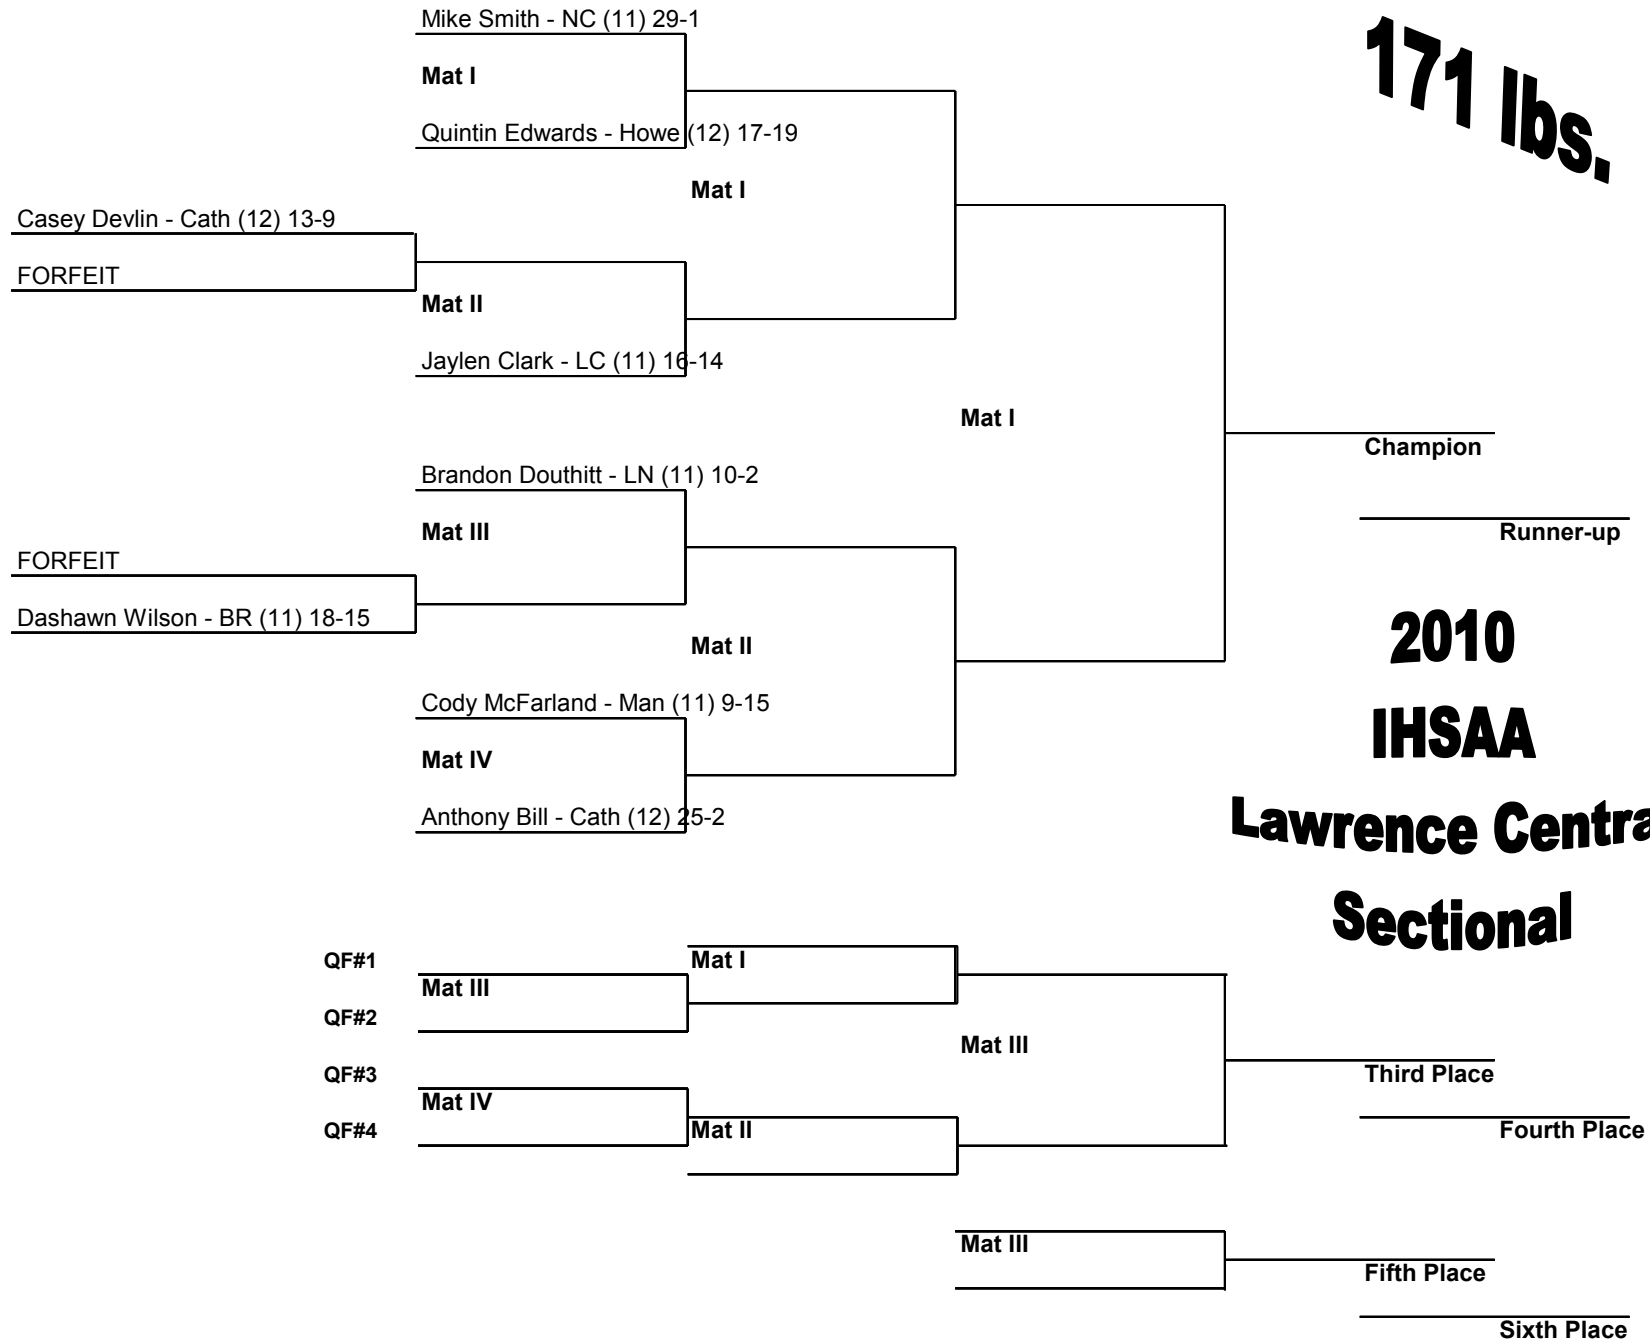 Mike Smith - NC (11) 29-1
171 lbs.
Mat I
Quintin Edwards - Howe (12) 17-19
Mat I
Casey Devlin - Cath (12) 13-9
FORFEIT
Mat II
Jaylen Clark - LC (11) 16-14
Mat I
Champion
Brandon Douthitt - LN (11) 10-2
Mat III
Runner-up
FORFEIT
Dashawn Wilson - BR (11) 18-15
Mat II
2010
IHSAA
Lawrence Centra
Sectional
Cody McFarland - Man (11) 9-15
Mat IV
Anthony Bill - Cath (12) 25-2
QF#1
Mat I
Mat III
QF#2
Mat III
QF#3
Third Place
Mat IV
QF#4
Mat II
Fourth Place
Mat III
Fifth Place
Sixth Place